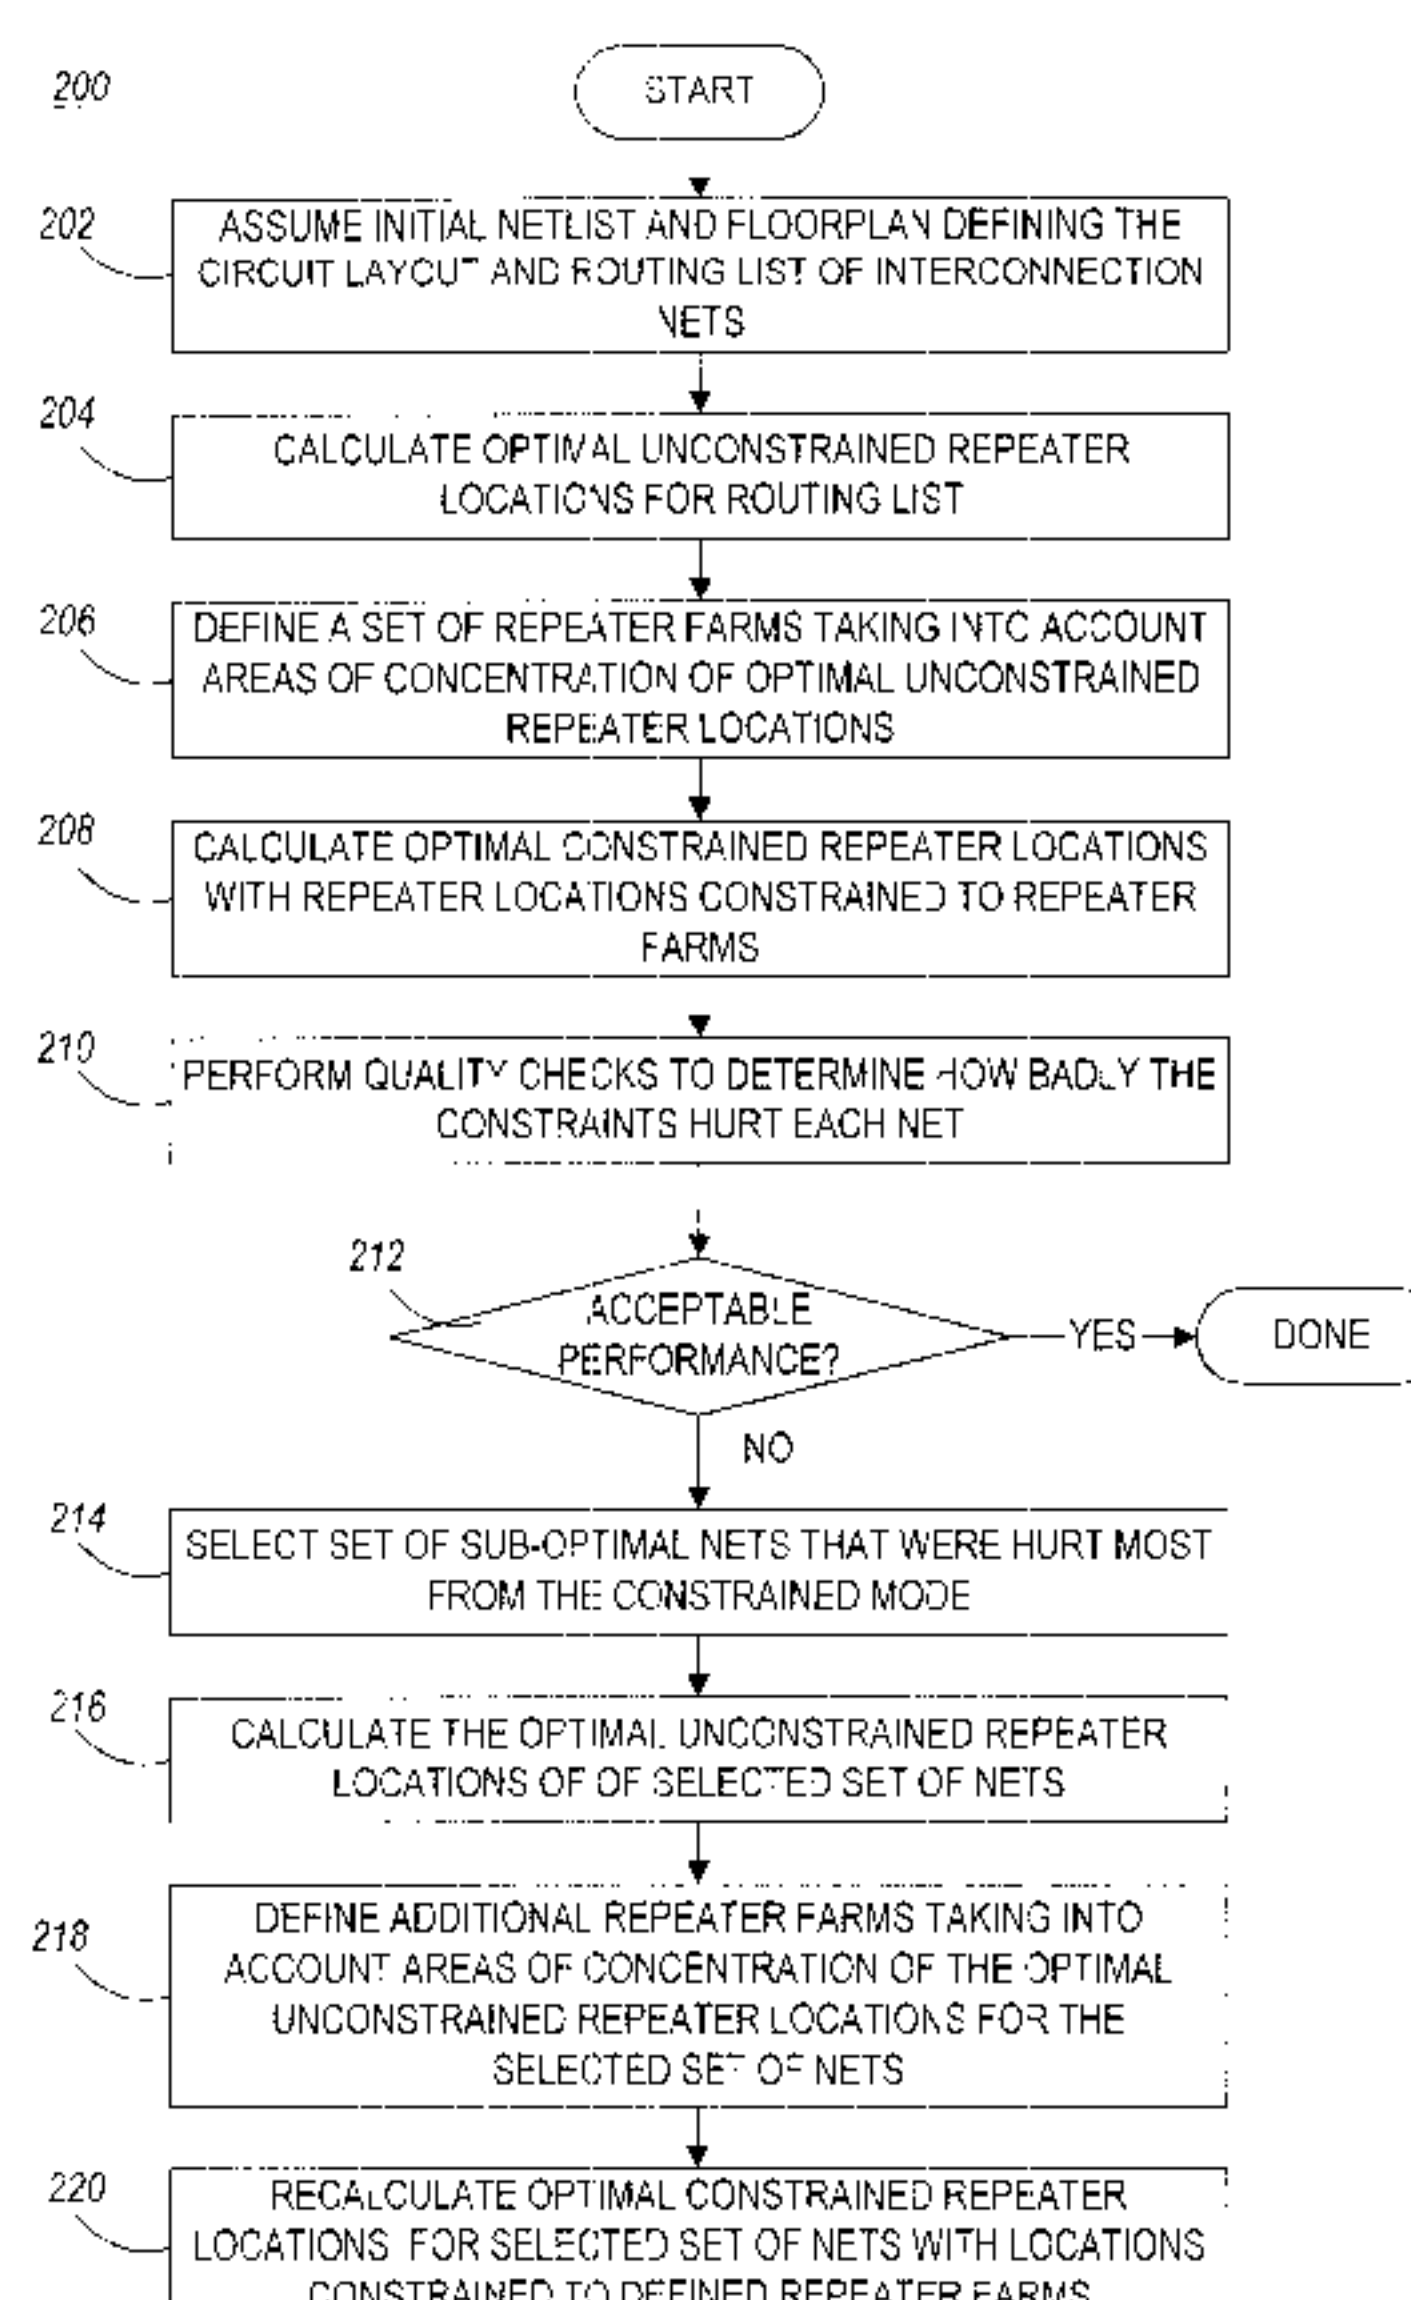 200
START
202
ASSUME INITIAL NETLIST AND FLOORPLAN DEFINING THE
CIRCUIT LAYOUT AND ROUTING LIST OF INTERCONNECTION
NETS
204
CALCULATE OPTIMAL UNCONSTRAINED REPEATER
LOCATIONS FOR ROUTING LIST
206
DEFINE A SET OF REPEATER FARMS TAKING INTO ACCOUNT
AREAS OF CONCENTRATION OF OPTIMAL UNCONSTRAINED
REPEATER LOCATIONS
208
CALCULATE OPTIMAL CONSTRAINED REPEATER LOCATIONS
WITH REPEATER LOCATIONS CONSTRAINED TO REPEATER
FARMS
210
PERFORM QUALITY CHECKS TO DETERMINE HOW BADLY THE
CONSTRAINTS HURT EACH NET
212
ACCEPTABLE
PERFORMANCE?
YES
DONE
NO
214
SELECT SET OF SUB-OPTIMAL NETS THAT WERE HURT MOST
FROM THE CONSTRAINED MODE
216
CALCULATE THE OPTIMAL UNCONSTRAINED REPEATER
LOCATIONS OF OF SELECTED SET OF NETS
218
DEFINE ADDITIONAL REPEATER FARMS TAKING INTO
ACCOUNT AREAS OF CONCENTRATION OF THE OPTIMAL
UNCONSTRAINED REPEATER LOCATIONS FOR THE
SELECTED SET OF NETS
220
RECALCULATE OPTIMAL CONSTRAINED REPEATER
LOCATIONS FOR SELECTED SET OF NETS WITH LOCATIONS
CONSTRAINED TO DEFINED REPEATER FARMS